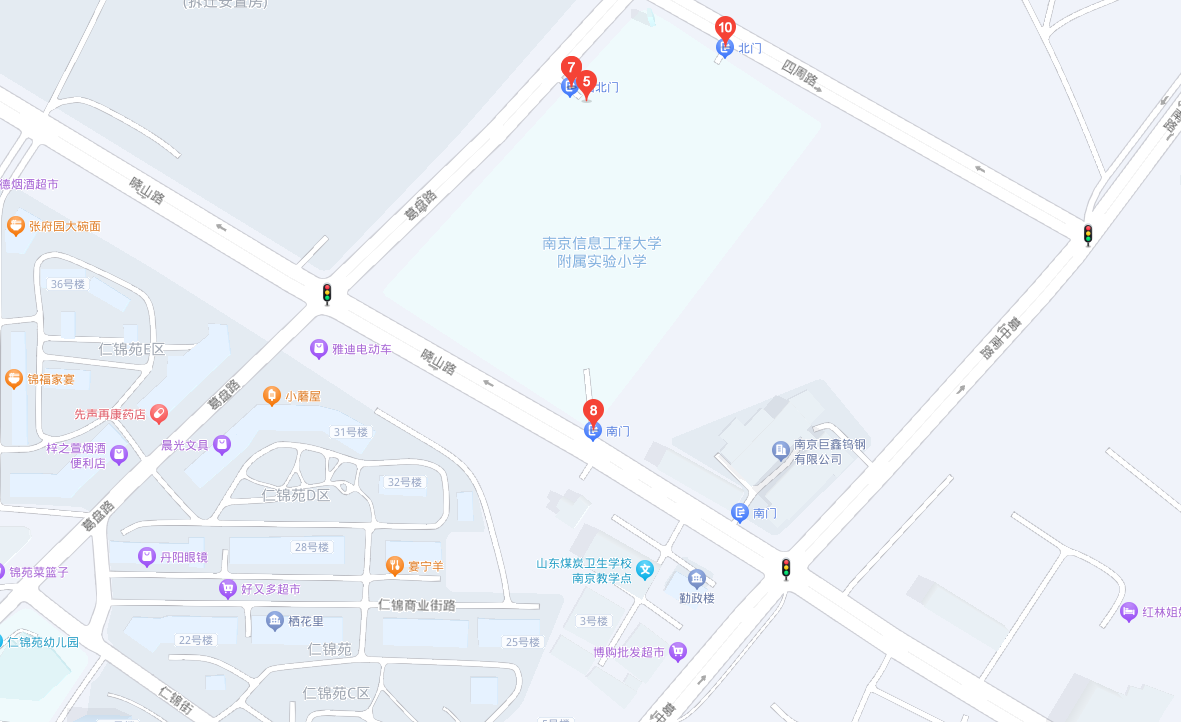 (拆迁安置房)
10
北门
7
5
北门
四周路
晓山路
德烟酒超市
葛盘路
张府园大碗面
南京信息工程大学
附属实验小学
36号楼
仁锦苑E区
雅迪电动车
晓山路
锦福家宴
葛盘路
小蘑屋
先声再康药店
8
南门
31号楼
梓之萱烟酒
便利店
晨光文具
南京巨鑫钨钢
有限公司
32号楼
仁锦苑D区
南门
葛盘路
28号楼
丹阳眼镜
宴宁羊
山东煤炭卫生学校
南京教学点
锦苑菜篮子
好又多超市
勤政楼
仁锦商业街路
红林姐
栖花里
3号楼
22号楼
25号楼
仁锦苑幼儿园
仁锦苑
博购批发超市
仁锦苑C区
仁锦街